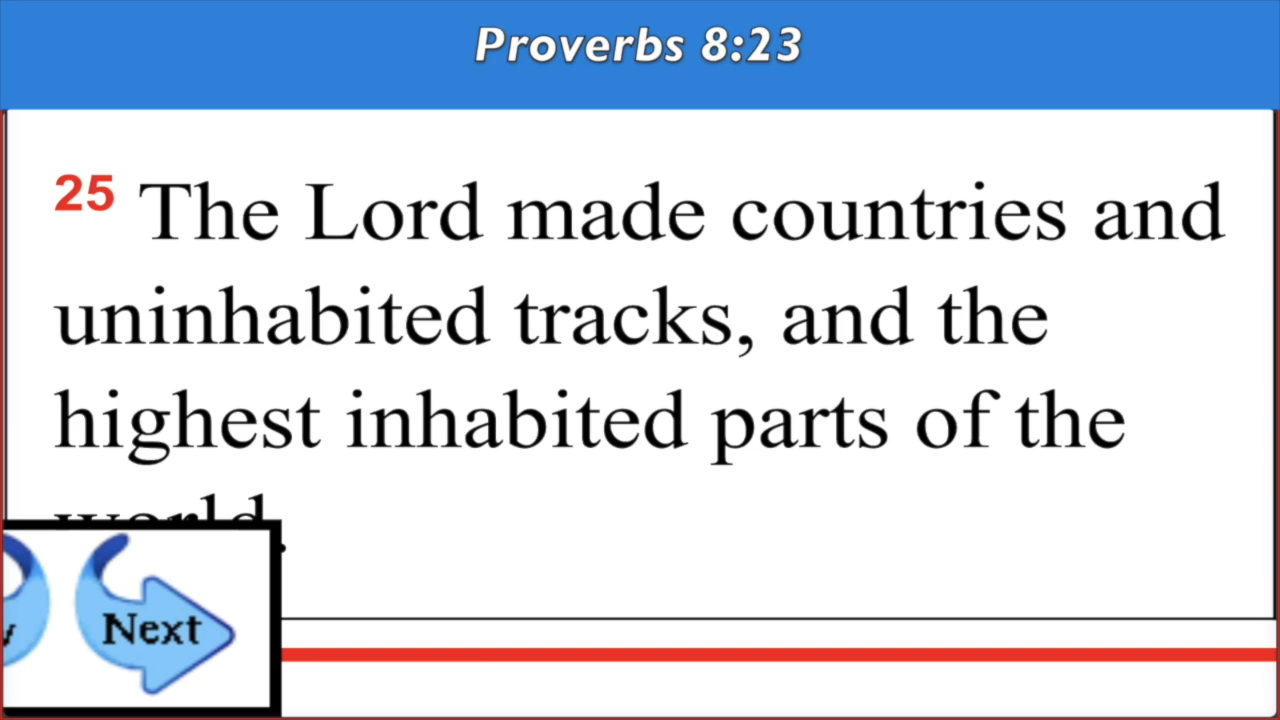 Proverbs 8:23
25 The Lord made countries and
uninhabited tracks, and the
highest inhabited parts of the
world.
Next